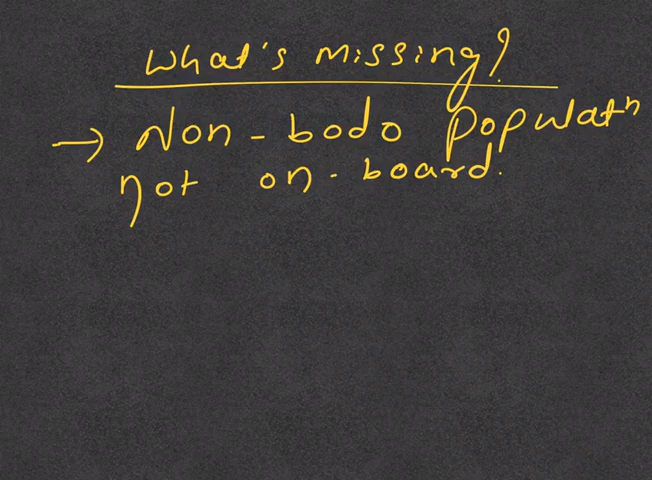 What's missing?
→ Non-bodo Populatⁿ
not on-board.